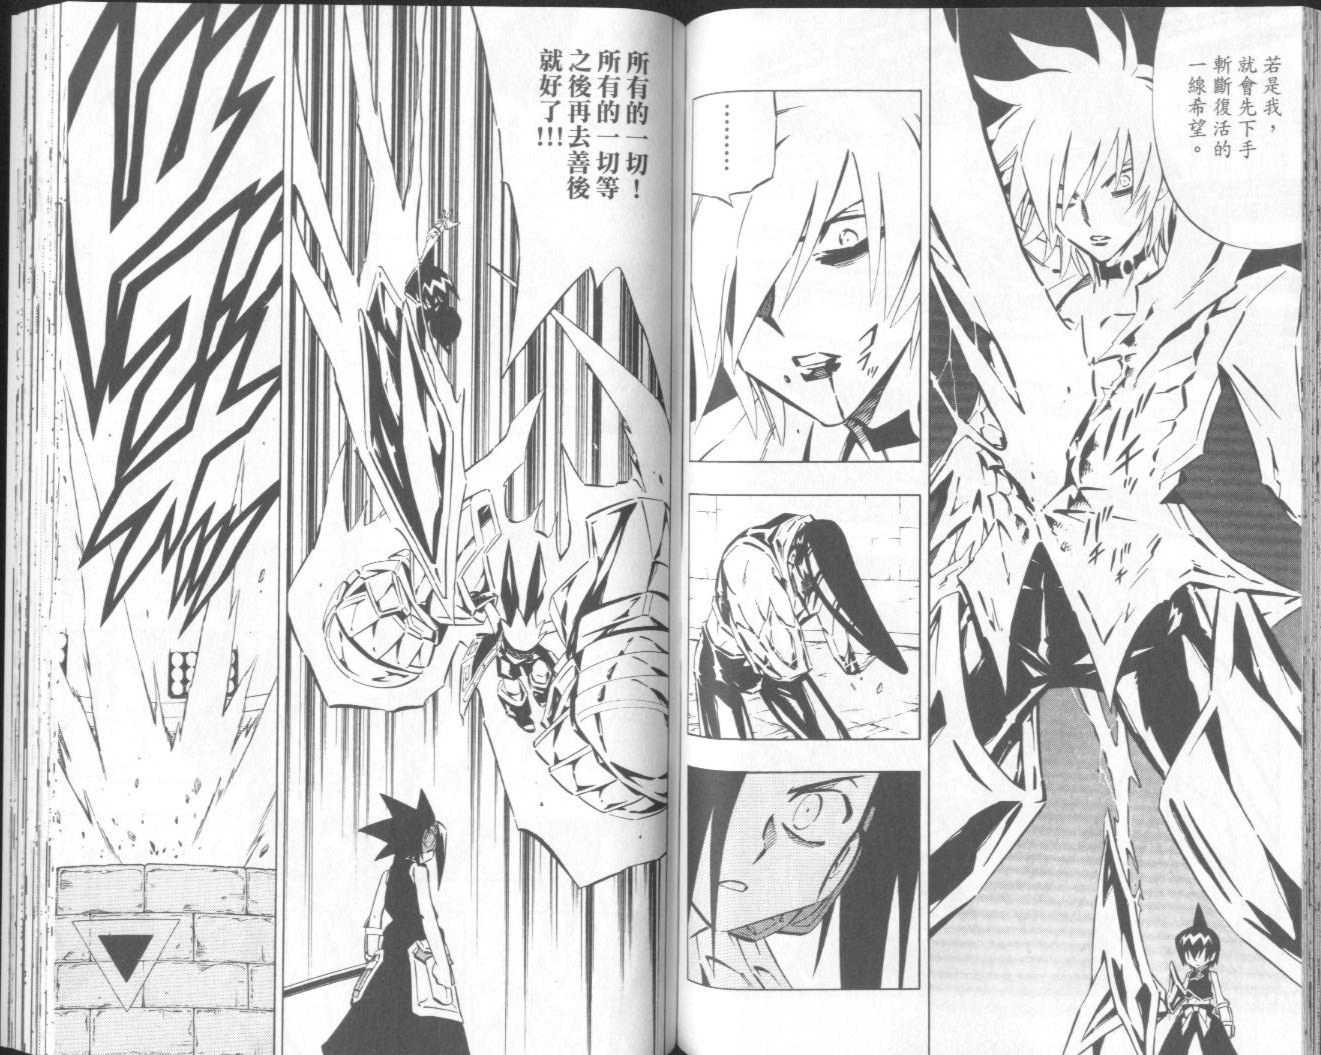 若是我，
就會先下手
斬斷復活的
一線希望。
………
所有的一切！
所有的一切等
之後再去善後
就好了!!!